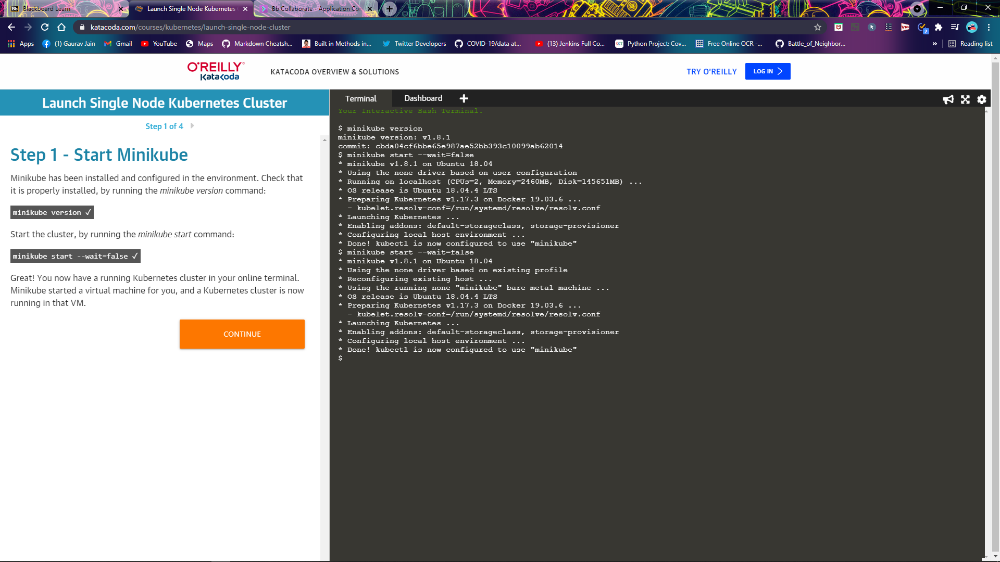 Blackboard Learn
Launch Single Node Kubernetes
Bb Collaborate - Application Co
katacoda.com/courses/kubernetes/launch-single-node-cluster
Apps
(1) Gaurav Jain
Gmail
YouTube
Maps
Markdown Cheatsh...
Built in Methods in...
Twitter Developers
COVID-19/data at...
(13) Jenkins Full Co...
Python Project: Cov...
Free Online OCR -...
Battle_of_Neighbor...
»
Reading list
O'REILLY®
KataKoda
KATACODA OVERVIEW & SOLUTIONS
TRY O'REILLY
LOG IN
Launch Single Node Kubernetes Cluster
Step 1 of 4
Step 1 - Start Minikube
Minikube has been installed and configured in the environment. Check that
it is properly installed, by running the minikube version command:
minikube version ✓
Start the cluster, by running the minikube start command:
minikube start --wait=false ✓
Great! You now have a running Kubernetes cluster in your online terminal.
Minikube started a virtual machine for you, and a Kubernetes cluster is now
running in that VM.
CONTINUE
Terminal
Dashboard
Your Interactive Bash Terminal.
$ minikube version
minikube version: v1.8.1
commit: cbda04cf6bbe65e987ae52bb393c10099ab62014
$ minikube start --wait=false
* minikube v1.8.1 on Ubuntu 18.04
* Using the none driver based on user configuration
* Running on localhost (CPUs=2, Memory=2460MB, Disk=145651MB) ...
* OS release is Ubuntu 18.04.4 LTS
* Preparing Kubernetes v1.17.3 on Docker 19.03.6 ...
- kubelet.resolv-conf=/run/systemd/resolve/resolv.conf
* Launching Kubernetes ...
* Enabling addons: default-storageclass, storage-provisioner
* Configuring local host environment ...
* Done! kubectl is now configured to use "minikube"
$ minikube start --wait=false
* minikube v1.8.1 on Ubuntu 18.04
* Using the none driver based on existing profile
* Reconfiguring existing host ...
* Using the running none "minikube" bare metal machine ...
* OS release is Ubuntu 18.04.4 LTS
* Preparing Kubernetes v1.17.3 on Docker 19.03.6 ...
- kubelet.resolv-conf=/run/systemd/resolve/resolv.conf
* Launching Kubernetes ...
* Enabling addons: default-storageclass, storage-provisioner
* Configuring local host environment ...
* Done! kubectl is now configured to use "minikube"
$